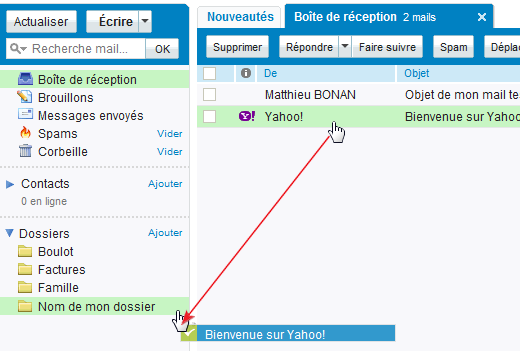 Actualiser Écrire
Recherche mail... OK
Boîte de réception
Brouillons
Messages envoyés
Spams Vider
Corbeille Vider
Contacts Ajouter
0 en ligne
Dossiers Ajouter
Boulot
Factures
Famille
Nom de mon dossier
Nouveautés Boîte de réception 2 mails
Supprimer Répondre Faire suivre Spam Dépla
De Objet
Matthieu BONAN Objet de mon mail te
Y! Yahoo! Bienvenue sur Yahoo
Bienvenue sur Yahoo!